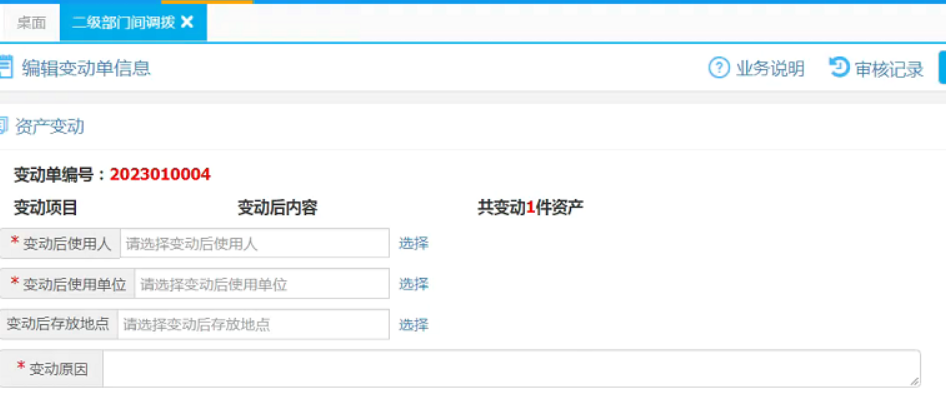 桌面 二级部门间调拨 ✕
编辑变动单信息 ? 业务说明 审核记录
资产变动
变动单编号：2023010004
变动项目 变动后内容 共变动1件资产
* 变动后使用人 请选择变动后使用人 选择
* 变动后使用单位 请选择变动后使用单位 选择
变动后存放地点 请选择变动后存放地点 选择
* 变动原因